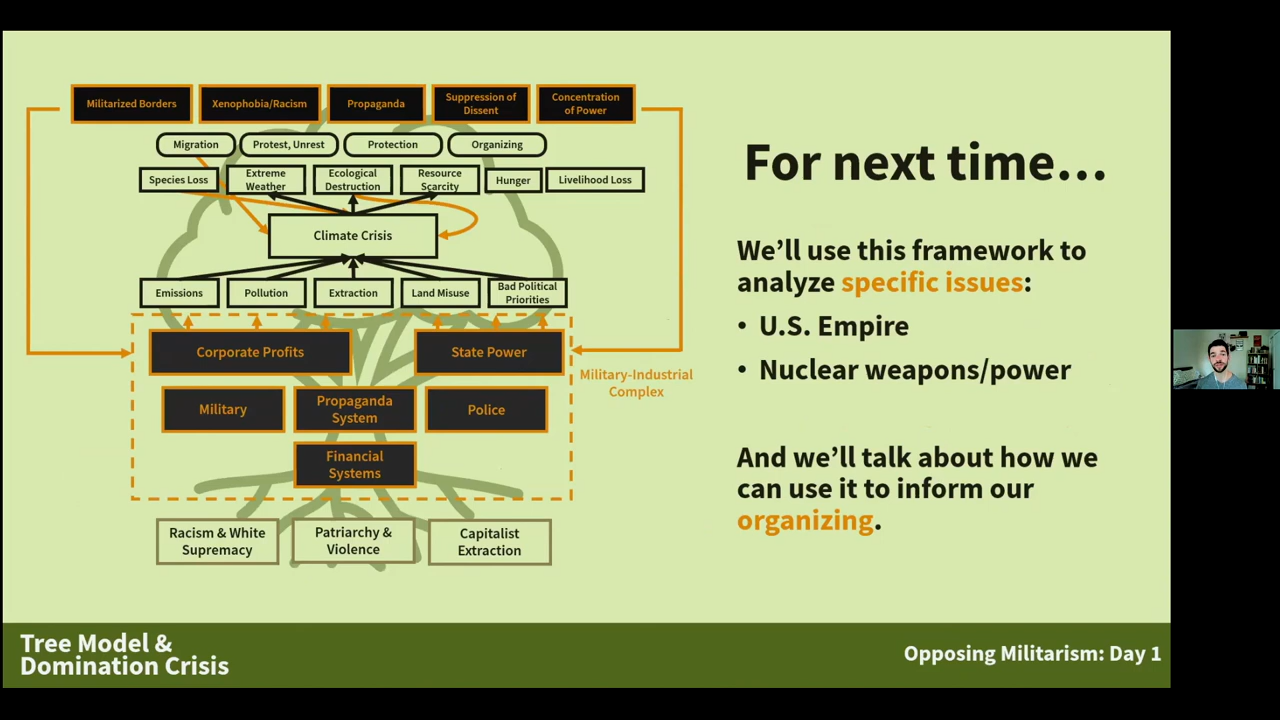 Militarized Borders
Xenophobia/Racism
Propaganda
Suppression of
Dissent
Concentration
of Power
Migration
Protest, Unrest
Protection
Organizing
Species Loss
Extreme
Weather
Ecological
Destruction
Resource
Scarcity
Hunger
Livelihood Loss
Climate Crisis
Emissions
Pollution
Extraction
Land Misuse
Bad Political
Priorities
Corporate Profits
State Power
Military-Industrial
Complex
Military
Propaganda
System
Police
Financial
Systems
Racism & White
Supremacy
Patriarchy &
Violence
Capitalist
Extraction
For next time...
We’ll use this framework to
analyze specific issues:
• U.S. Empire
• Nuclear weapons/power
And we’ll talk about how we
can use it to inform our
organizing.
Tree Model &
Domination Crisis
Opposing Militarism: Day 1